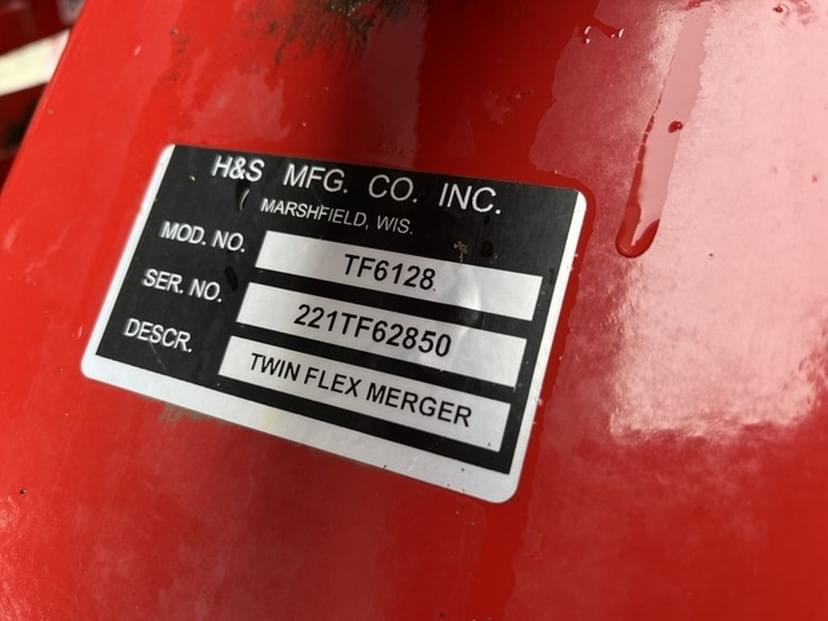 H&S MFG. CO. INC.
MARSHFIELD, WIS.
MOD. NO. TF6128
SER. NO. 221TF62850
DESCR. TWIN FLEX MERGER